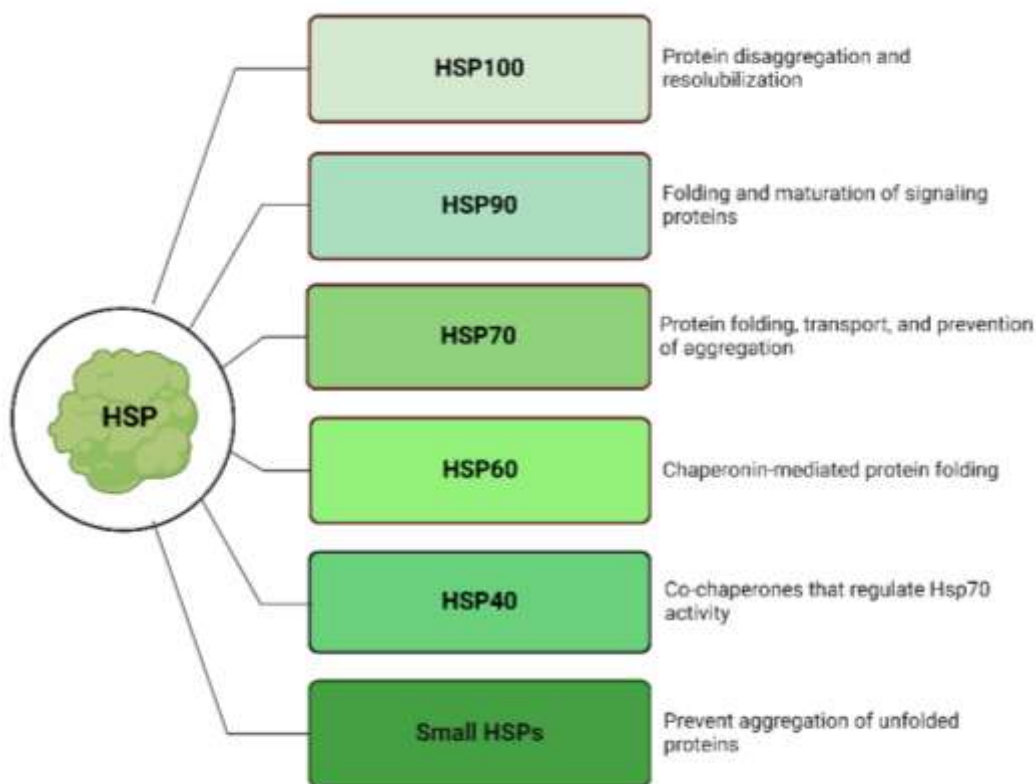 HSP
HSP100
Protein disaggregation and
resolubilization
HSP90
Folding and maturation of signaling
proteins
HSP70
Protein folding, transport, and prevention
of aggregation
HSP60
Chaperonin-mediated protein folding
HSP40
Co-chaperones that regulate Hsp70
activity
Small HSPs
Prevent aggregation of unfolded
proteins